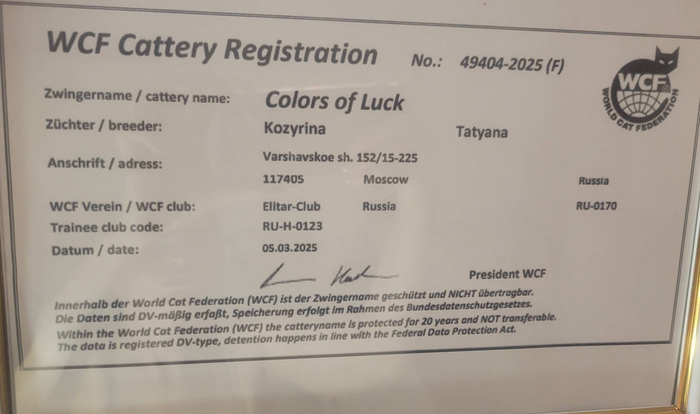 WCF Cattery Registration No.: 49404-2025 (F)
WCF
WORLD CAT FEDERATION
Zwingername / cattery name: Colors of Luck
Züchter / breeder: Kozyrina Tatyana
Anschrift / adress: Varshavskoe sh. 152/15-225
117405 Moscow Russia
WCF Verein / WCF club: Elitar-Club Russia RU-0170
Trainee club code: RU-H-0123
Datum / date: 05.03.2025
President WCF
Innerhalb der World Cat Federation (WCF) ist der Zwingername geschützt und NICHT übertragbar.
Die Daten sind DV-mäßig erfaßt, Speicherung erfolgt im Rahmen des Bundesdatenschutzgesetzes.
Within the World Cat Federation (WCF) the catteryname is protected for 20 years and NOT transferable.
The data is registered DV-type, detention happens in line with the Federal Data Protection Act.